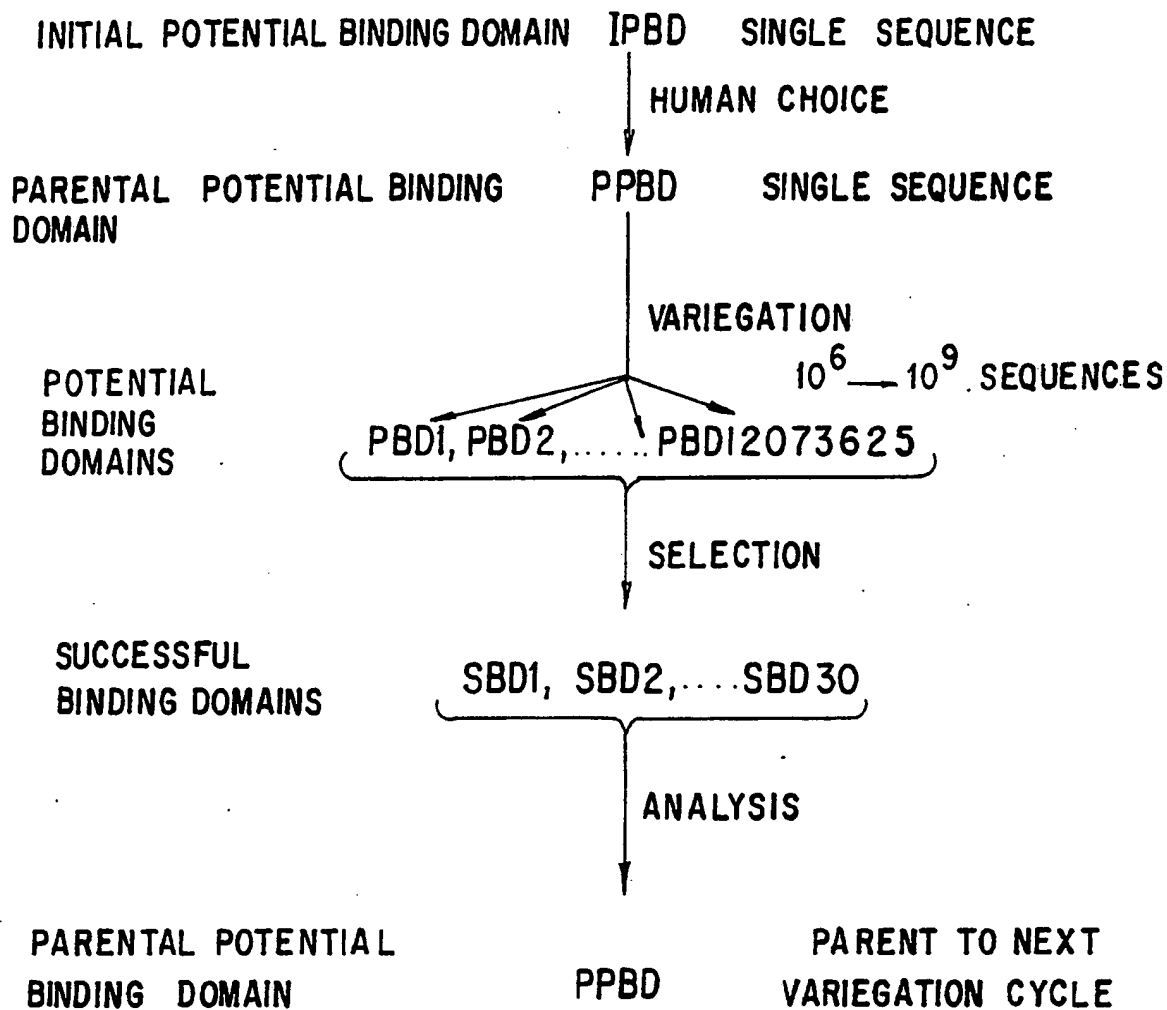 INITIAL POTENTIAL BINDING DOMAIN IPBD SINGLE SEQUENCE
HUMAN CHOICE
PARENTAL POTENTIAL BINDING DOMAIN PPBD SINGLE SEQUENCE
VARIEGATION
10^6 → 10^9 SEQUENCES
POTENTIAL
BINDING
DOMAINS
PBD1, PBD2, ...... PBD12073625
SELECTION
SUCCESSFUL
BINDING DOMAINS
SBD1, SBD2, .... SBD30
ANALYSIS
PARENTAL POTENTIAL
BINDING DOMAIN
PPBD
PARENT TO NEXT
VARIEGATION CYCLE